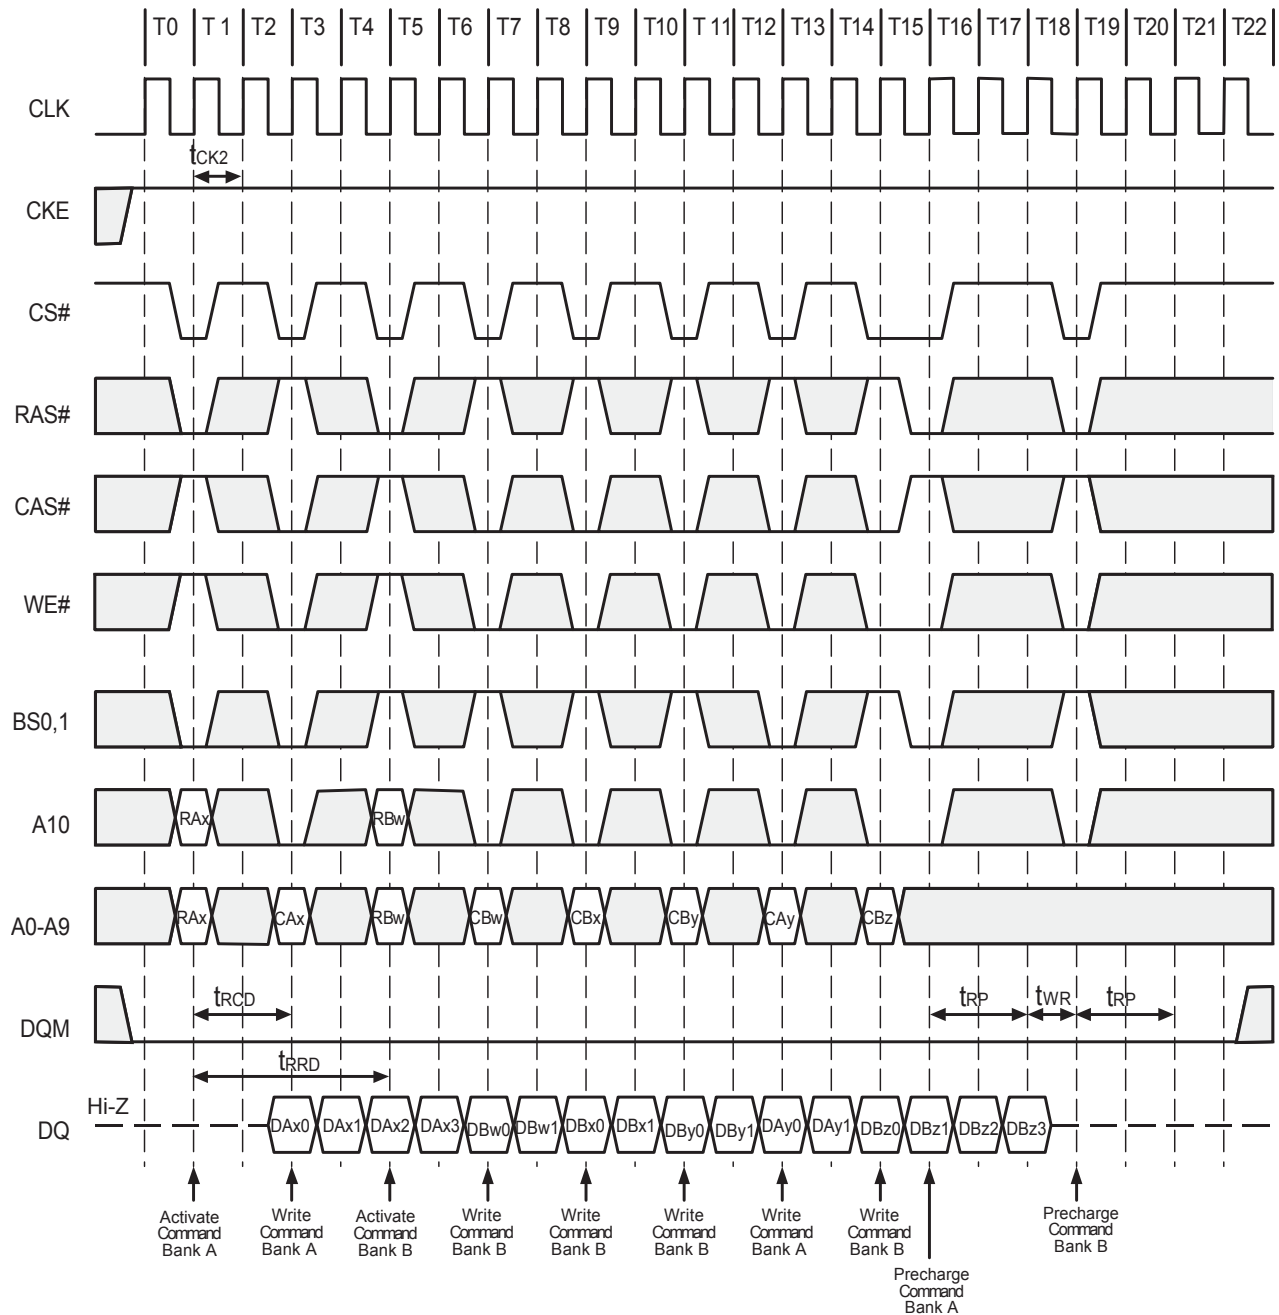 T0 T 1 T2 T3 T4 T5 T6 T7 T8 T9 T10 T 11 T12 T13 T14 T15 T16 T17 T18 T19 T20 T21 T22
CLK
tCK2
CKE
CS#
RAS#
CAS#
WE#
BS0,1
A10
RAx RBw
A0-A9
RAx CAx RBw CBw CBx CBy CAy CBz
tRCD tRP tWR tRP
DQM
tRRD
Hi-Z
DQ
DAx0 DAx1 DAx2 DAx3 DBw0 DBw1 DBx0 DBx1 DBy0 DBy1 DAy0 DAy1 DBz0 DBz1 DBz2 DBz3
Activate
Command
Bank A
Write
Command
Bank A
Activate
Command
Bank B
Write
Command
Bank B
Write
Command
Bank B
Write
Command
Bank B
Write
Command
Bank A
Write
Command
Bank B
Precharge
Command
Bank A
Precharge
Command
Bank B